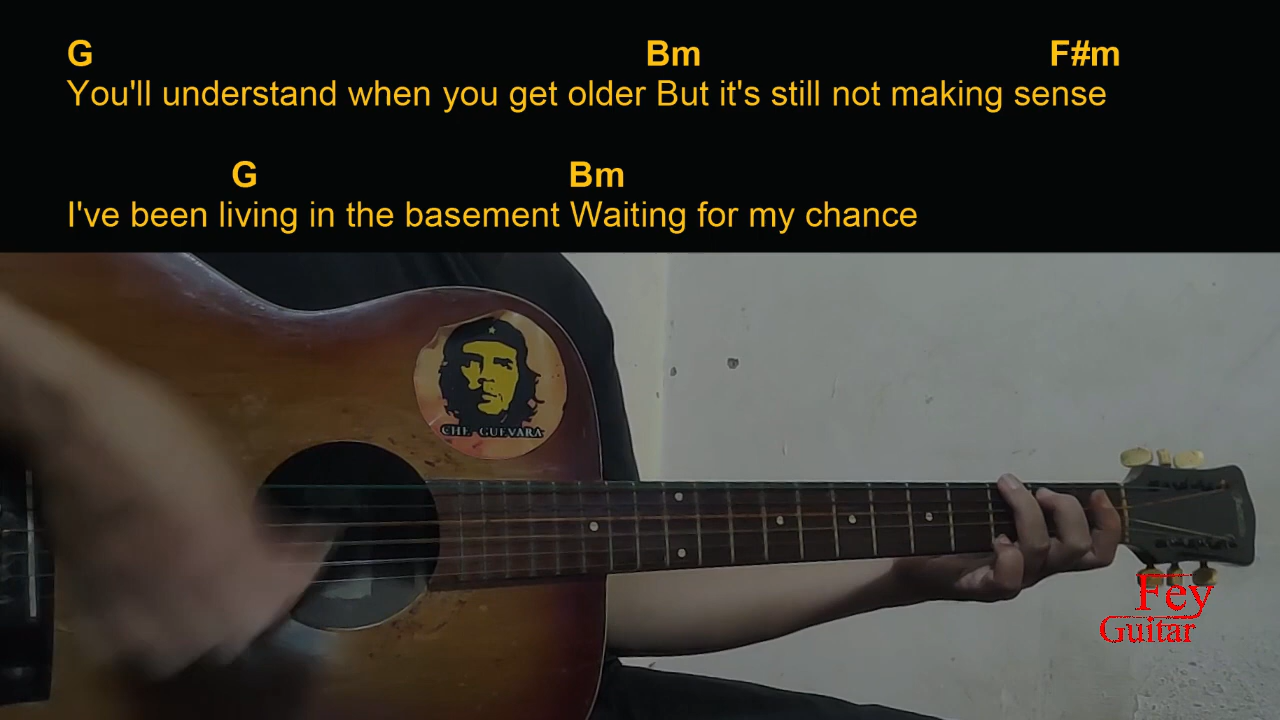 G Bm F#m
You'll understand when you get older But it's still not making sense
G Bm
I've been living in the basement Waiting for my chance
CHE GUEVARA
Fey
Guitar